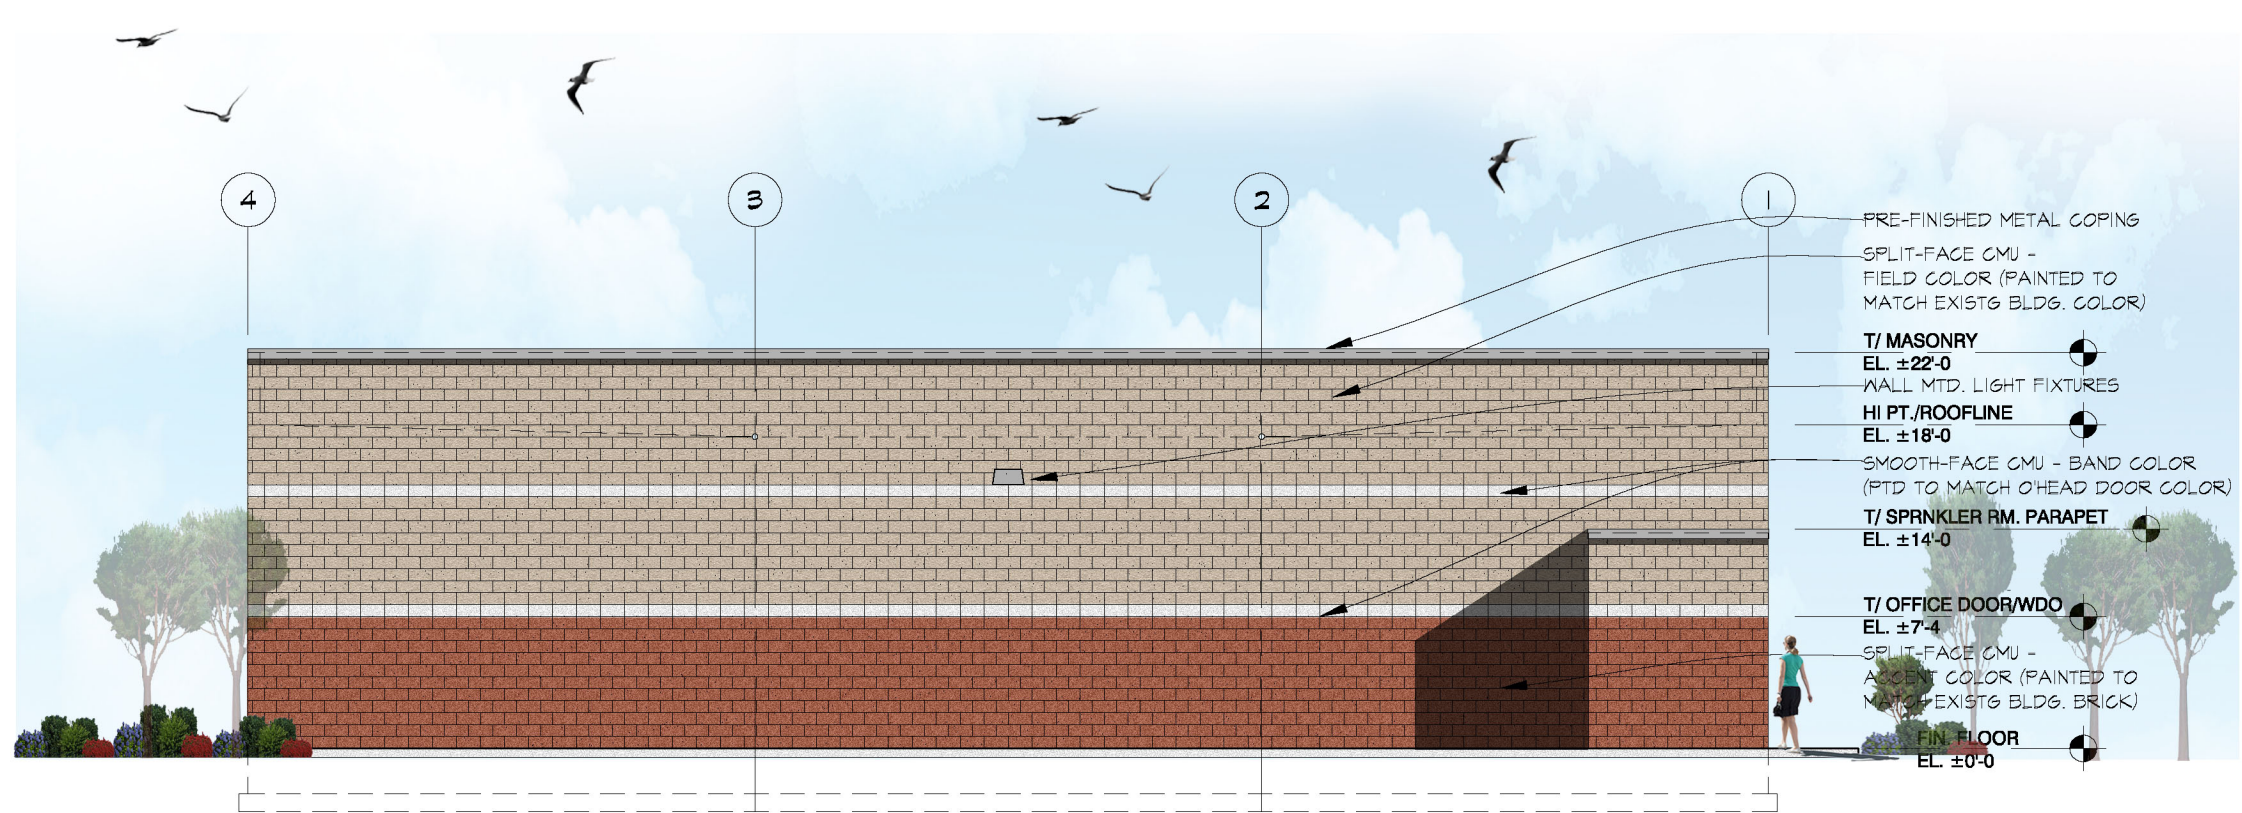 4
3
2
1
PRE-FINISHED METAL COPING
SPLIT-FACE CMU -
FIELD COLOR (PAINTED TO
MATCH EXISTG BLDG. COLOR)
T/ MASONRY
EL. ±22'-0
WALL MTD. LIGHT FIXTURES
HI PT./ROOFLINE
EL. ±18'-0
SMOOTH-FACE CMU - BAND COLOR
(PTD TO MATCH O'HEAD DOOR COLOR)
T/ SPRNKLER RM. PARAPET
EL. ±14'-0
T/ OFFICE DOOR/WDO
EL. ±7'-4
SPLIT-FACE CMU -
ACCENT COLOR (PAINTED TO
MATCH EXISTG BLDG. BRICK)
FIN. FLOOR
EL. ±0'-0